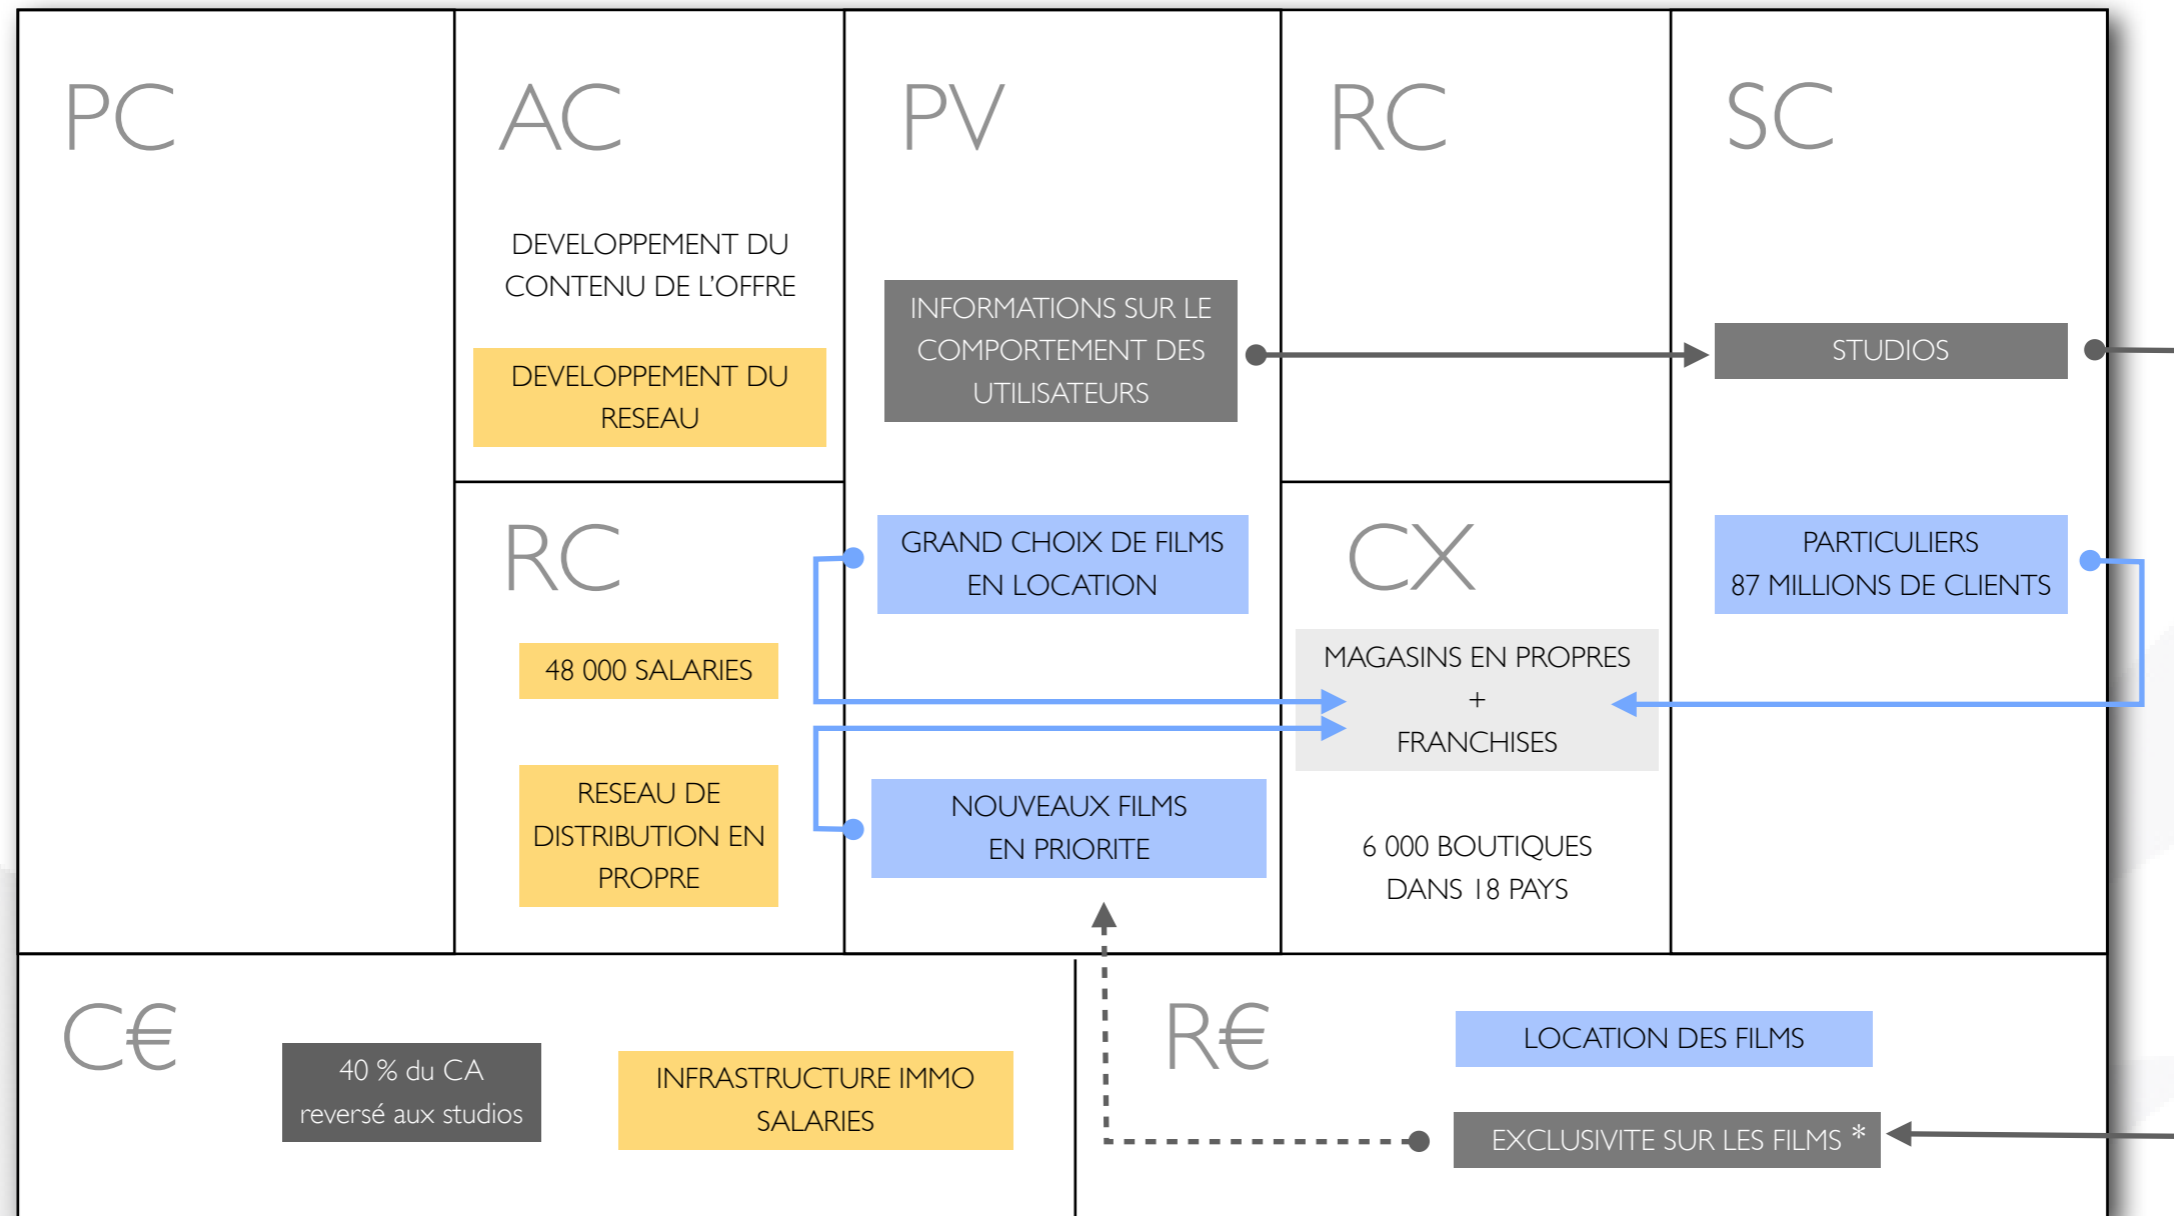 PC
AC
DEVELOPPEMENT DU
CONTENU DE L'OFFRE
DEVELOPPEMENT DU
RESEAU
RC
48 000 SALARIES
RESEAU DE
DISTRIBUTION EN
PROPRE
PV
INFORMATIONS SUR LE
COMPORTEMENT DES
UTILISATEURS
GRAND CHOIX DE FILMS
EN LOCATION
NOUVEAUX FILMS
EN PRIORITE
RC
CX
MAGASINS EN PROPRES
+
FRANCHISES
6 000 BOUTIQUES
DANS 18 PAYS
SC
STUDIOS
PARTICULIERS
87 MILLIONS DE CLIENTS
C€
40 % du CA
reversé aux studios
INFRASTRUCTURE IMMO
SALARIES
R€
LOCATION DES FILMS
EXCLUSIVITE SUR LES FILMS *